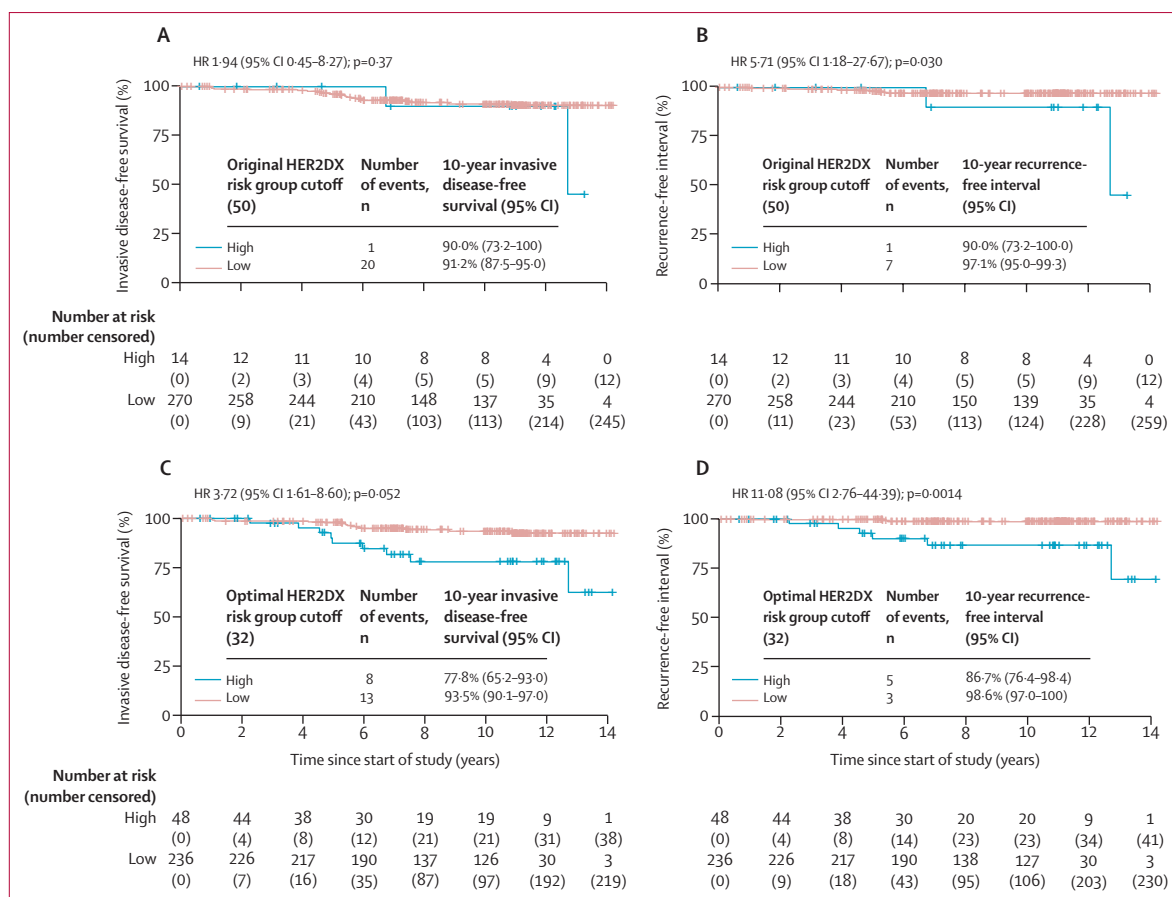 A
HR 1·94 (95% CI 0·45–8·27); p=0·37
Invasive disease-free survival (%)
100
75
50
25
0
Original HER2DX risk group cutoff (50)
Number of events, n
10-year invasive disease-free survival (95% CI)
High 1 90·0% (73·2–100)
Low 20 91·2% (87·5–95·0)
B
HR 5·71 (95% CI 1·18–27·67); p=0·030
Recurrence-free interval (%)
100
75
50
25
0
Original HER2DX risk group cutoff (50)
Number of events, n
10-year recurrence-free interval (95% CI)
High 1 90·0% (73·2–100·0)
Low 7 97·1% (95·0–99·3)
Number at risk
(number censored)
High 14 12 11 10 8 8 4 0
(0) (2) (3) (4) (5) (5) (9) (12)
Low 270 258 244 210 148 137 35 4
(0) (9) (21) (43) (103) (113) (214) (245)
14 12 11 10 8 8 4 0
(0) (2) (3) (4) (5) (5) (9) (12)
270 258 244 210 150 139 35 4
(0) (11) (23) (53) (113) (124) (228) (259)
C
HR 3·72 (95% CI 1·61–8·60); p=0·052
Invasive disease-free survival (%)
100
75
50
25
0
Optimal HER2DX risk group cutoff (32)
Number of events, n
10-year invasive disease-free survival (95% CI)
High 8 77·8% (65·2–93·0)
Low 13 93·5% (90·1–97·0)
0 2 4 6 8 10 12 14
Time since start of study (years)
D
HR 11·08 (95% CI 2·76–44·39); p=0·0014
Recurrence-free interval (%)
100
75
50
25
0
Optimal HER2DX risk group cutoff (32)
Number of events, n
10-year recurrence-free interval (95% CI)
High 5 86·7% (76·4–98·4)
Low 3 98·6% (97·0–100)
0 2 4 6 8 10 12 14
Time since start of study (years)
Number at risk
(number censored)
High 48 44 38 30 19 19 9 1
(0) (4) (8) (12) (21) (21) (31) (38)
Low 236 226 217 190 137 126 30 3
(0) (7) (16) (35) (87) (97) (192) (219)
48 44 38 30 20 20 9 1
(0) (4) (8) (14) (23) (23) (34) (41)
236 226 217 190 138 127 30 3
(0) (9) (18) (43) (95) (106) (203) (230)